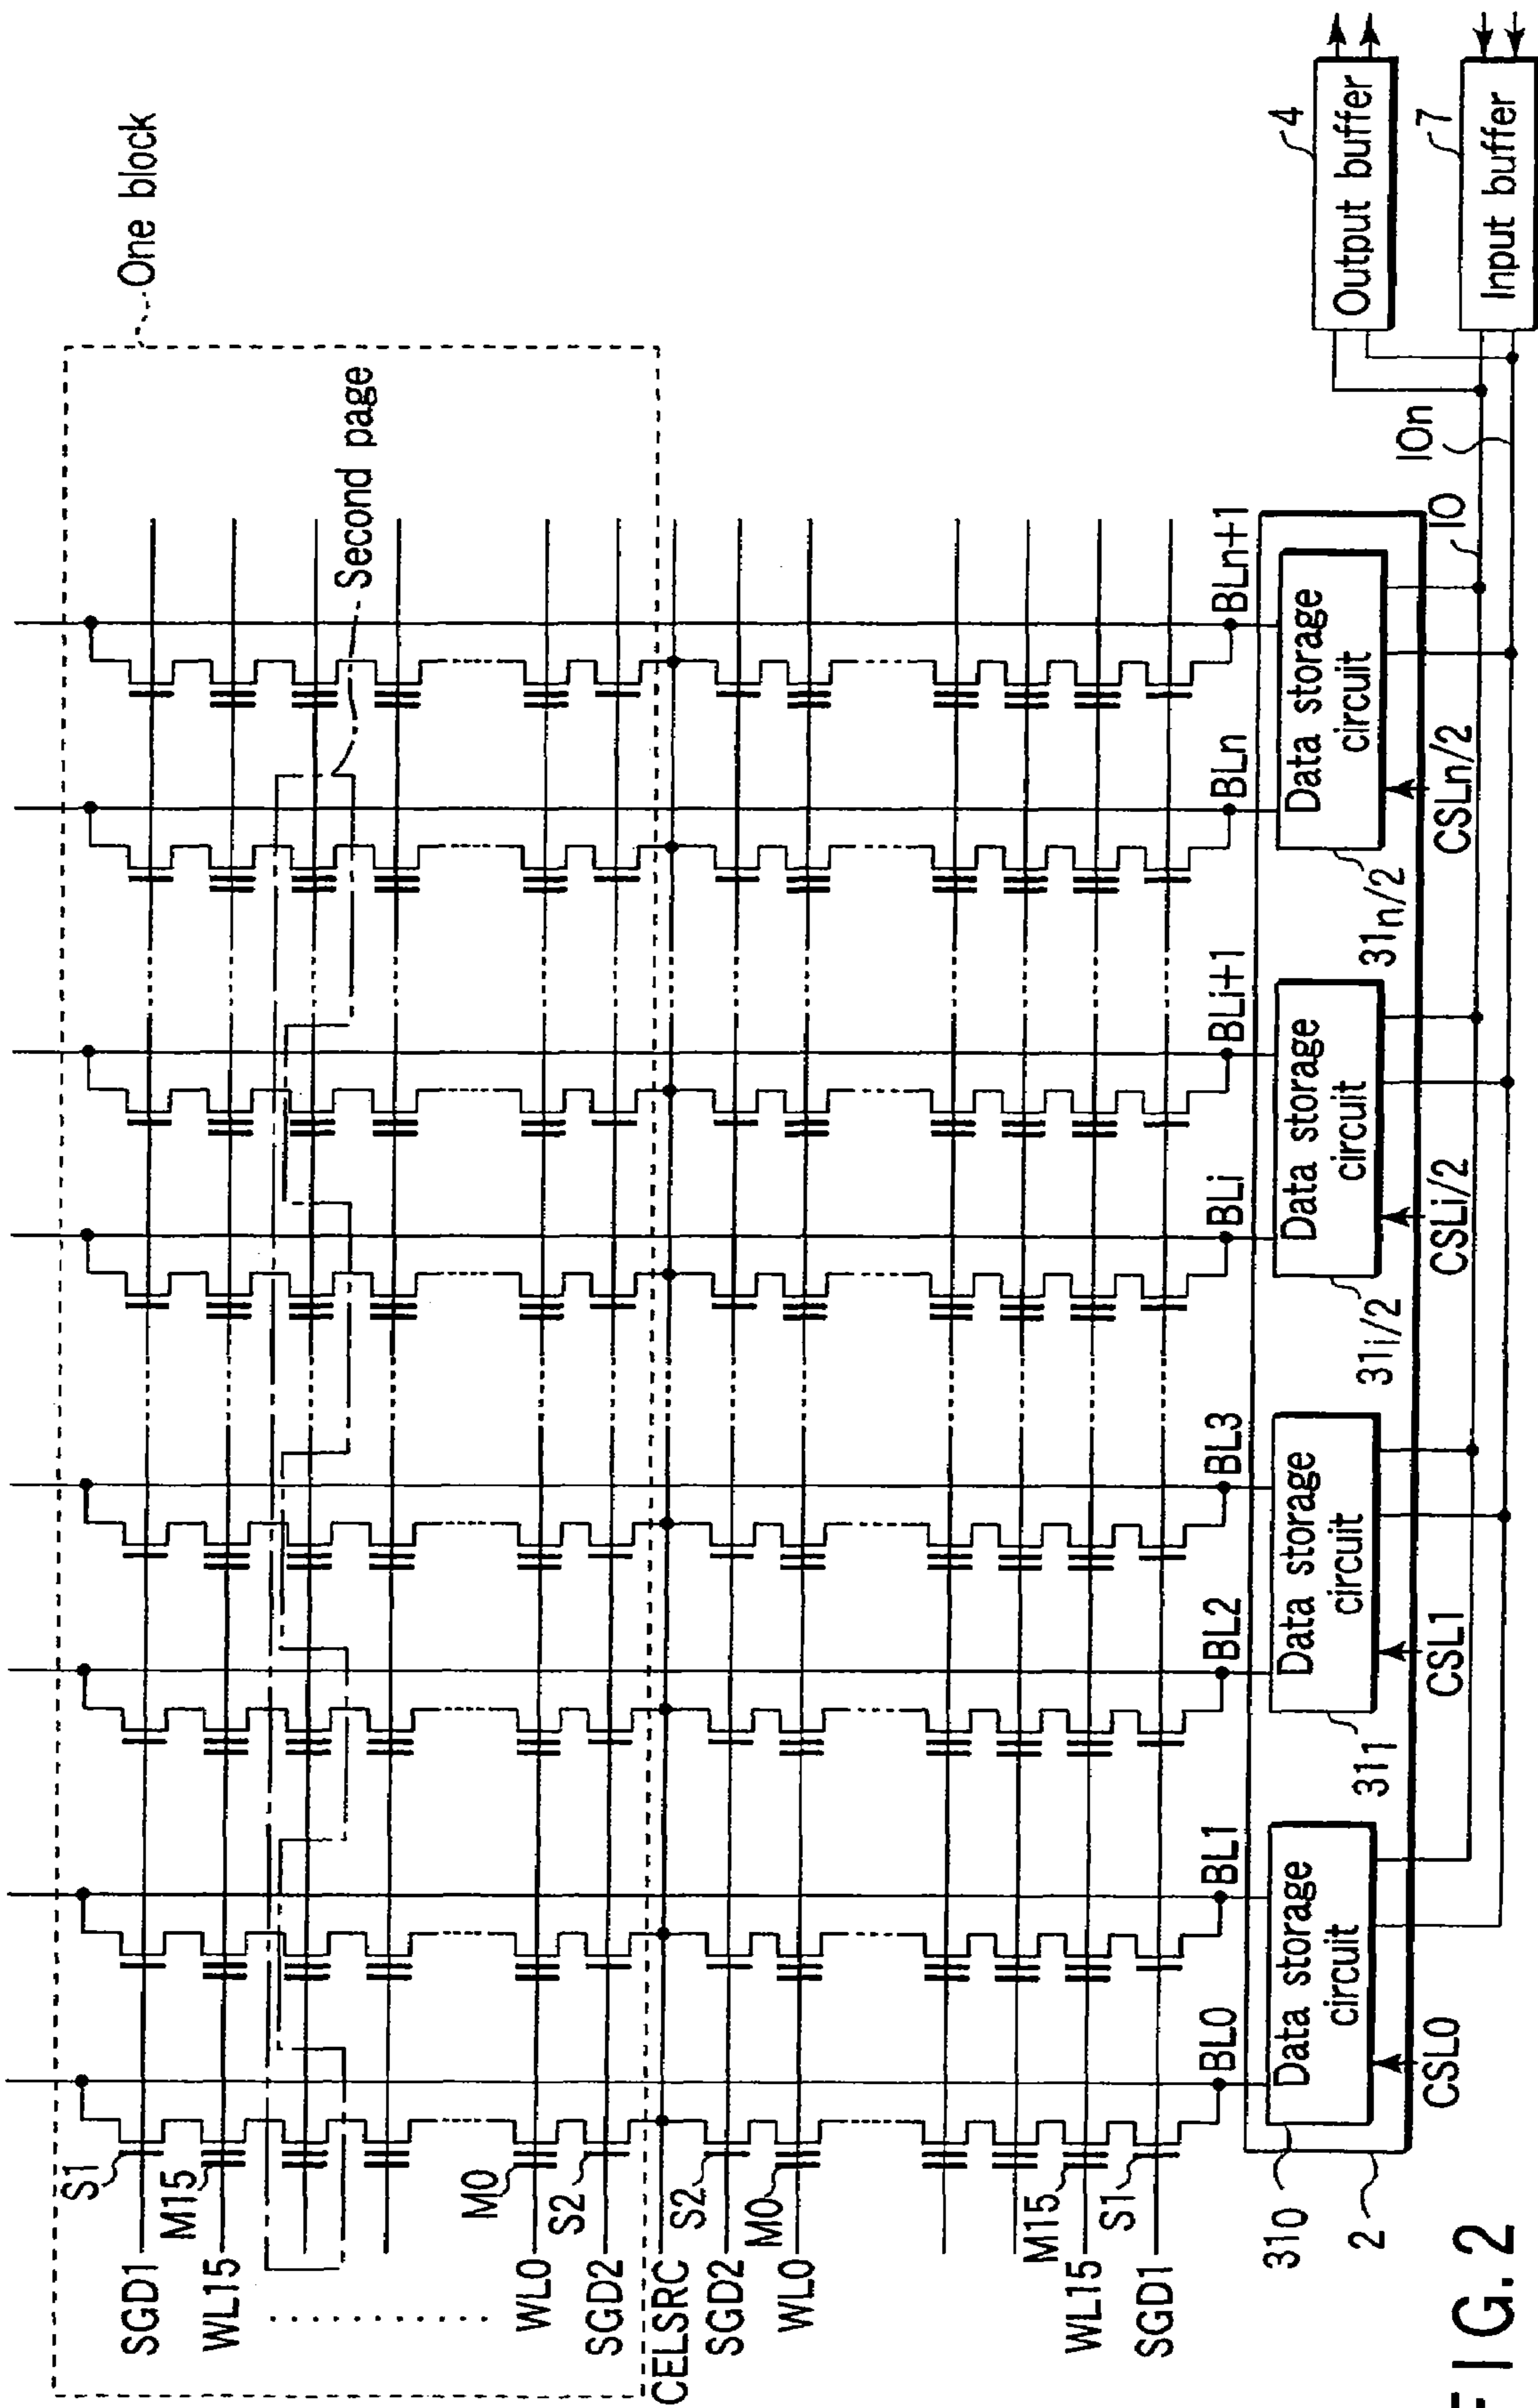 One block
Second page
S1
SGD1
M15
WL15
M0
WL0
S2
SGD2
CELSRC
S2
SGD2
M0
WL0
M15
WL15
S1
SGD1
BL0
BL1
BL2
BL3
BLi
BLi+1
BLn
BLn+1
Data storage
circuit
Data storage
circuit
Data storage
circuit
Data storage
circuit
310
311
31i/2
31n/2
2
CSL0
CSL1
CSLi/2
CSLn/2
IO
IOn
4
Output buffer
7
Input buffer
FIG. 2